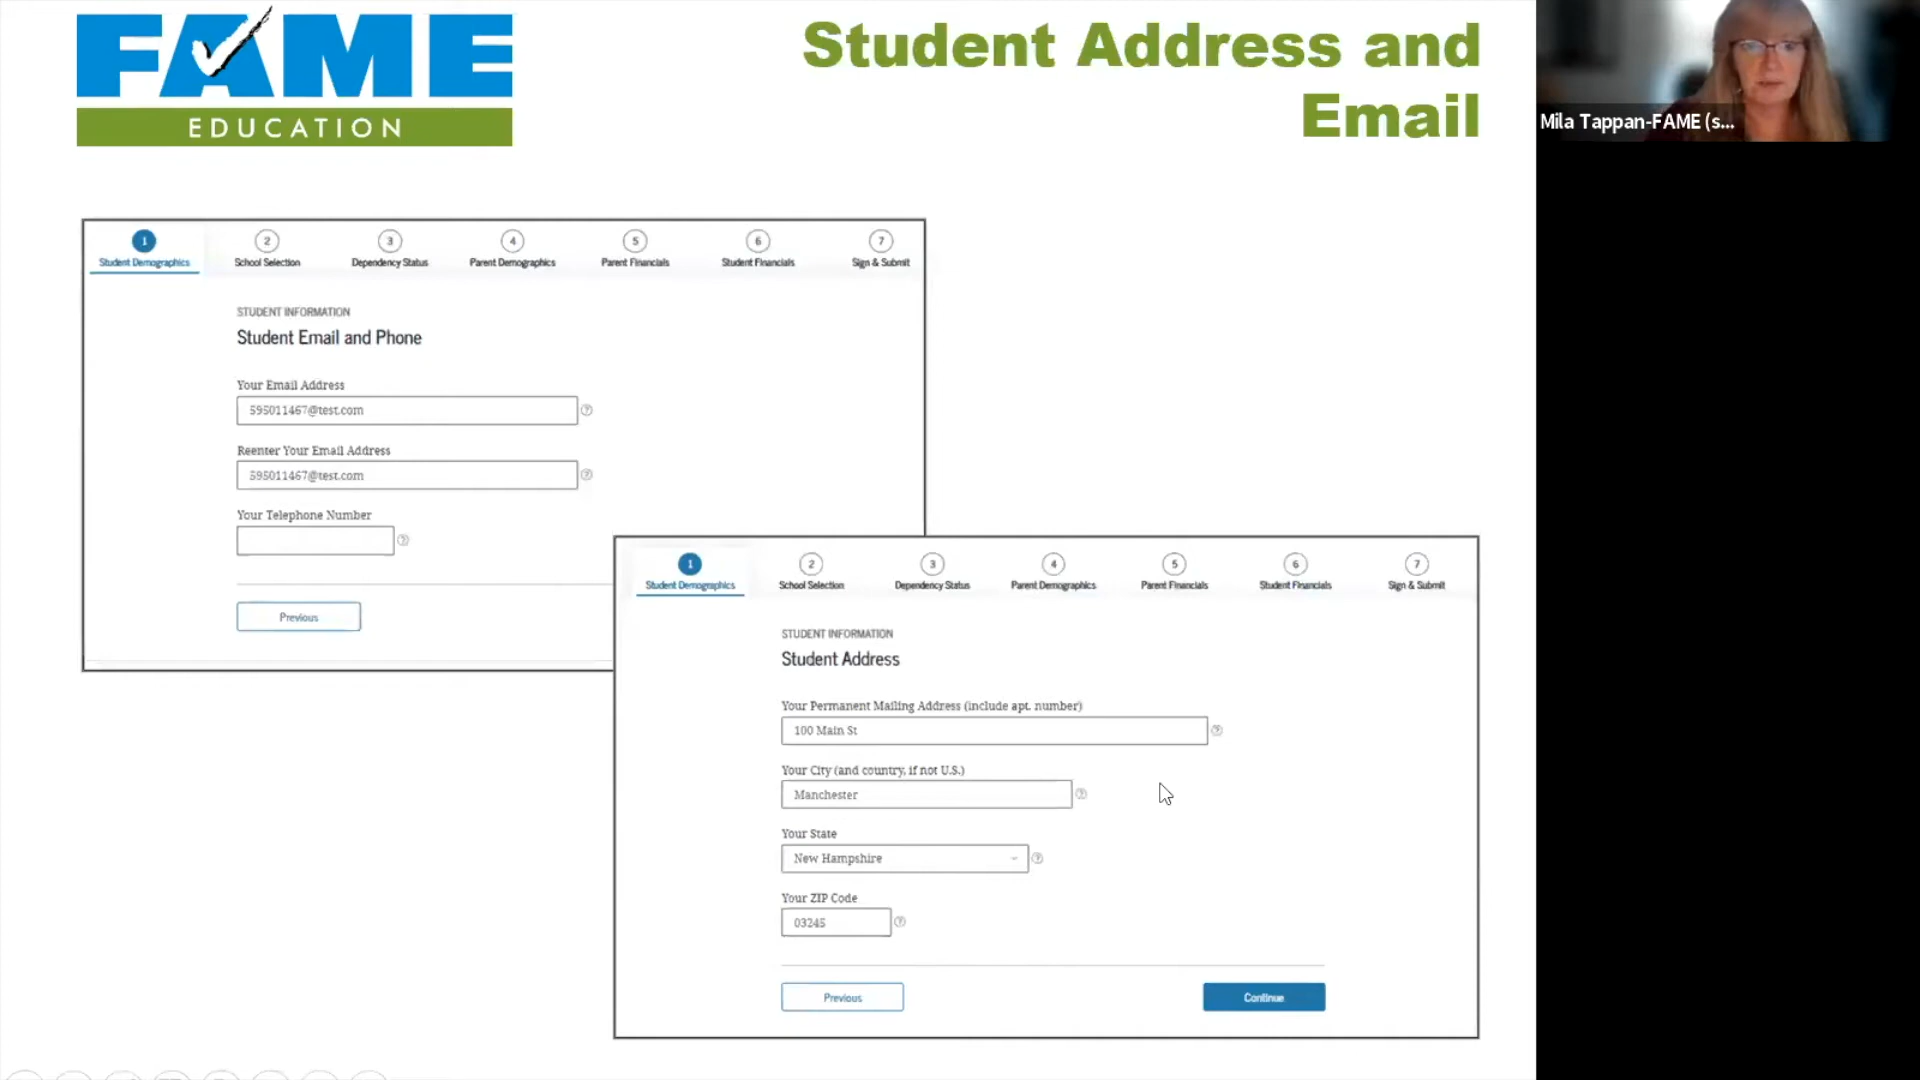 FAME
EDUCATION
Student Address and
Email
Mila Tappan-FAME (s...
1 2 3 4 5 6 7
Student Demographics School Selection Dependency Status Parent Demographics Parent Financials Student Financials Sign & Submit
STUDENT INFORMATION
Student Email and Phone
Your Email Address
595011467@test.com
Reenter Your Email Address
595011467@test.com
Your Telephone Number
Previous
1 2 3 4 5 6 7
Student Demographics School Selection Dependency Status Parent Demographics Parent Financials Student Financials Sign & Submit
STUDENT INFORMATION
Student Address
Your Permanent Mailing Address (include apt. number)
100 Main St
Your City (and country, if not U.S.)
Manchester
Your State
New Hampshire
Your ZIP Code
03245
Previous Continue